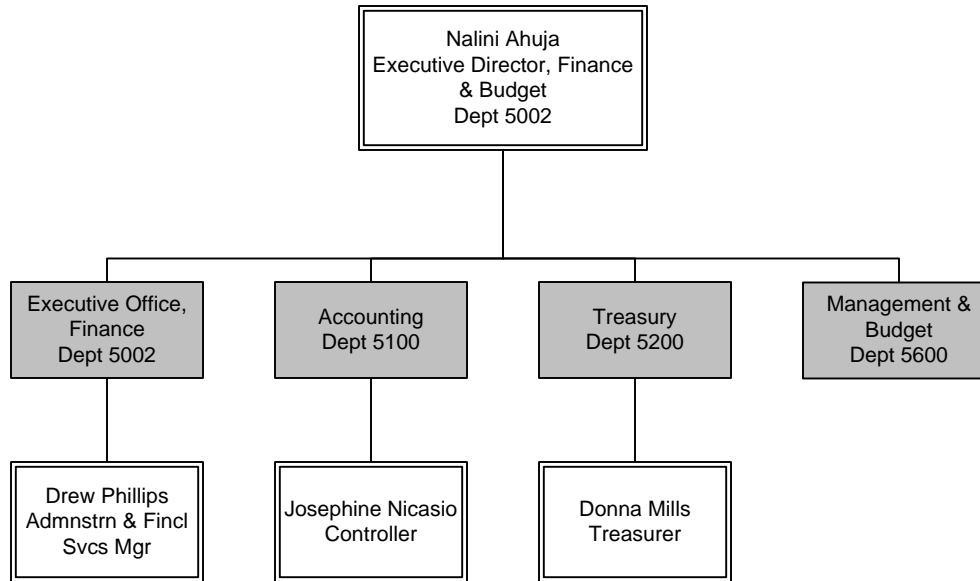 Nalini Ahuja
Executive Director, Finance
& Budget
Dept 5002
Executive Office,
Finance
Dept 5002
Accounting
Dept 5100
Treasury
Dept 5200
Management &
Budget
Dept 5600
Drew Phillips
Admnstrn & Fincl
Svcs Mgr
Josephine Nicasio
Controller
Donna Mills
Treasurer